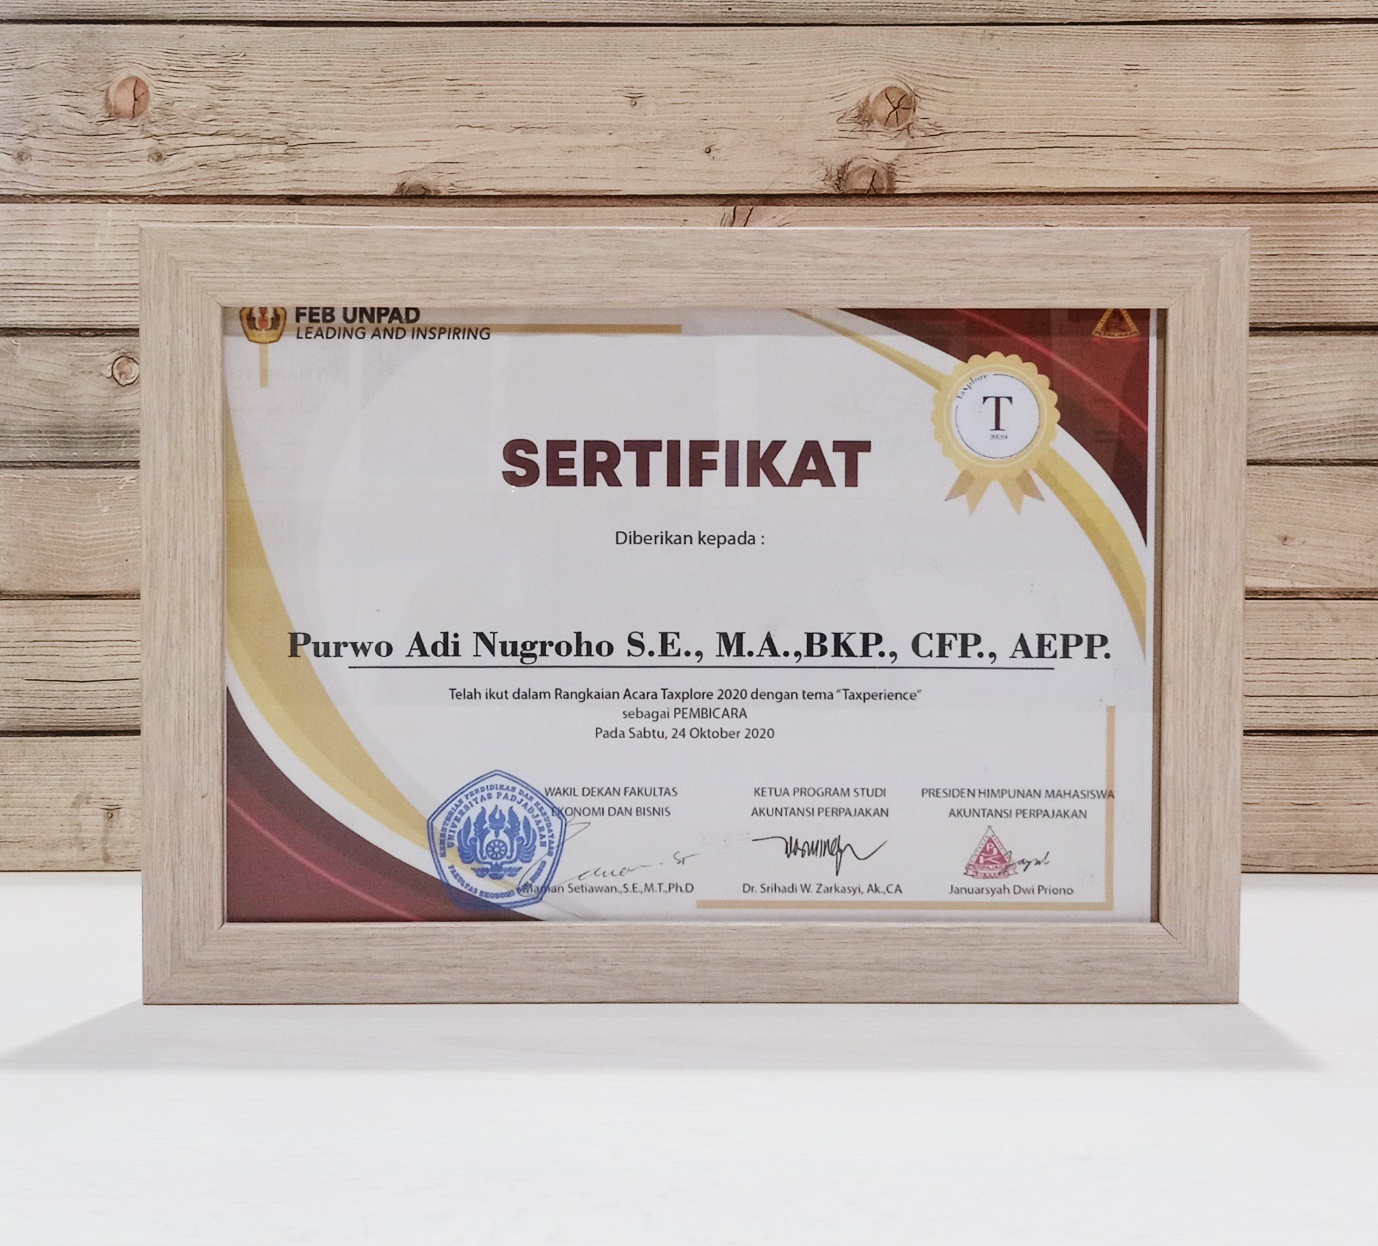 FEB UNPAD
LEADING AND INSPIRING
Taxplore
T
2020
SERTIFIKAT
Diberikan kepada :
Purwo Adi Nugroho S.E., M.A.,BKP., CFP., AEPP.
Telah ikut dalam Rangkaian Acara Taxplore 2020 dengan tema “Taxperience”
sebagai PEMBICARA
Pada Sabtu, 24 Oktober 2020
WAKIL DEKAN FAKULTAS
EKONOMI DAN BISNIS
KEMENTERIAN PENDIDIKAN DAN KEBUDAYAAN
UNIVERSITAS PADJADJARAN
FAKULTAS EKONOMI DAN BISNIS
Maman Setiawan.,S.E.,M.T.,Ph.D
KETUA PROGRAM STUDI
AKUNTANSI PERPAJAKAN
Dr. Srihadi W. Zarkasyi, Ak.,CA
PRESIDEN HIMPUNAN MAHASISWA
AKUNTANSI PERPAJAKAN
Januarsyah Dwi Priono